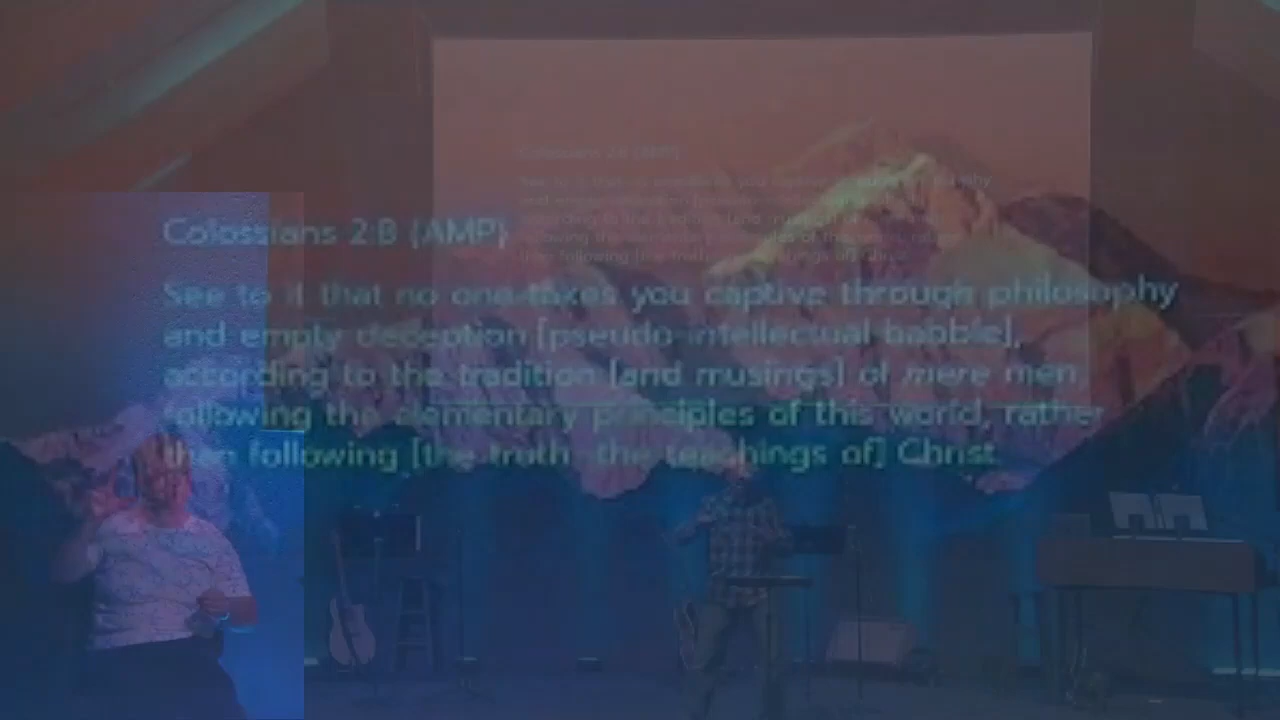 Colossians 2:8 (AMP)
See to it that no one takes you captive through philosophy
and empty deception [pseudo-intellectual babble],
according to the tradition [and musings] of mere men,
following the elementary principles of this world, rather
than following [the truth—the teachings of] Christ.